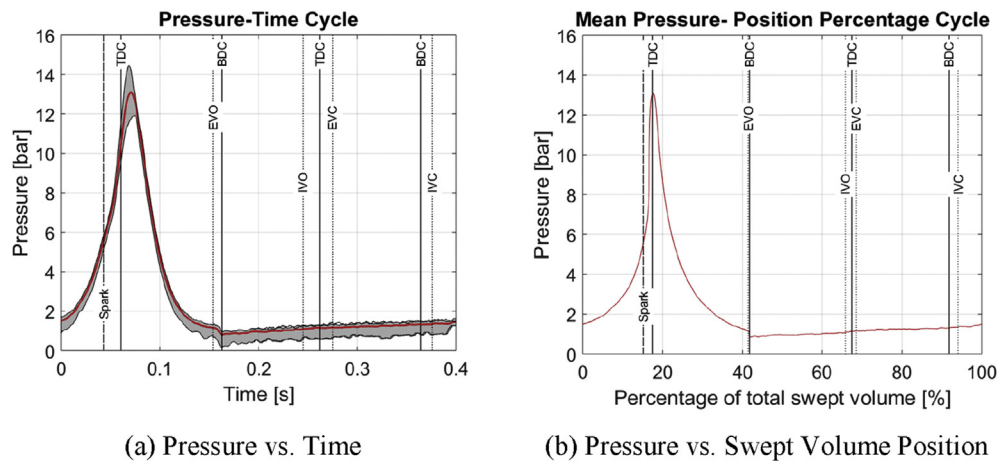 Pressure-Time Cycle
16
14
12
10
8
6
4
2
0
Pressure [bar]
Spark
TDC
EVO
BDC
IVO
TDC
EVC
BDC
IVC
0
0.1
0.2
0.3
0.4
Time [s]
(a) Pressure vs. Time
Mean Pressure- Position Percentage Cycle
16
14
12
10
8
6
4
2
0
Pressure [bar]
Spark
TDC
EVO
BDC
IVO
TDC
EVC
BDC
IVC
0
20
40
60
80
100
Percentage of total swept volume [%]
(b) Pressure vs. Swept Volume Position